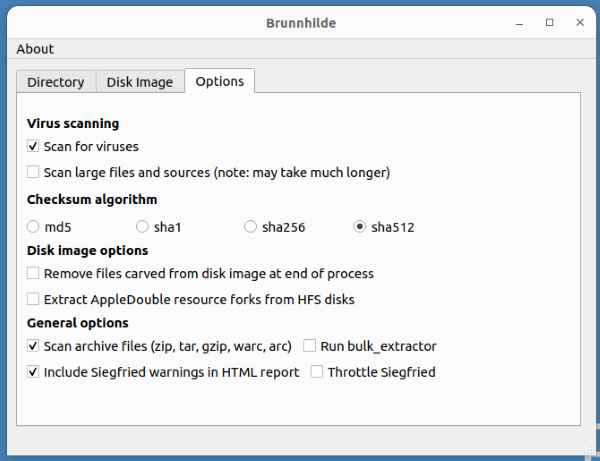 Brunnhilde
About
Directory Disk Image Options
Virus scanning
Scan for viruses
Scan large files and sources (note: may take much longer)
Checksum algorithm
md5 sha1 sha256 sha512
Disk image options
Remove files carved from disk image at end of process
Extract AppleDouble resource forks from HFS disks
General options
Scan archive files (zip, tar, gzip, warc, arc) Run bulk_extractor
Include Siegfried warnings in HTML report Throttle Siegfried